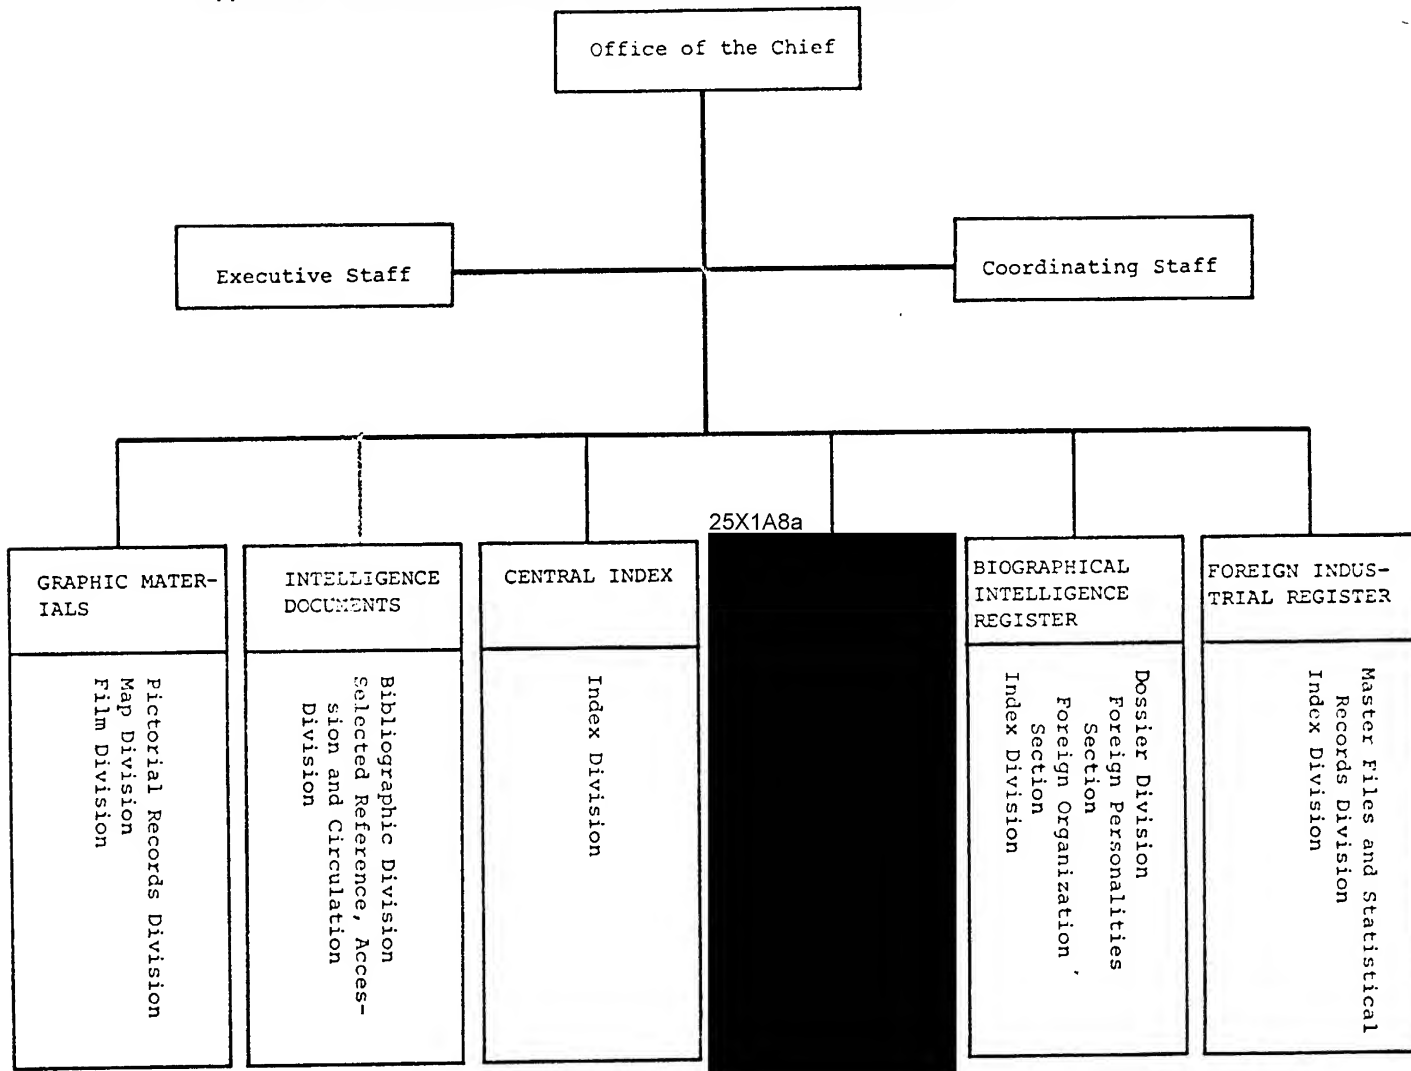 Office of the Chief
Executive Staff
Coordinating Staff
25X1A8a
GRAPHIC MATER-
IALS
Pictorial Records Division
Map Division
Film Division
INTELLIGENCE
DOCUMENTS
Bibliographic Division
Selected Reference, Acces-
sion and Circulation
Division
CENTRAL INDEX
Index Division
BIOGRAPHICAL
INTELLIGENCE
REGISTER
Dossier Division
Foreign Personalities
Section
Foreign Organization
Section
Index Division
FOREIGN INDUS-
TRIAL REGISTER
Master Files and Statistical
Records Division
Index Division